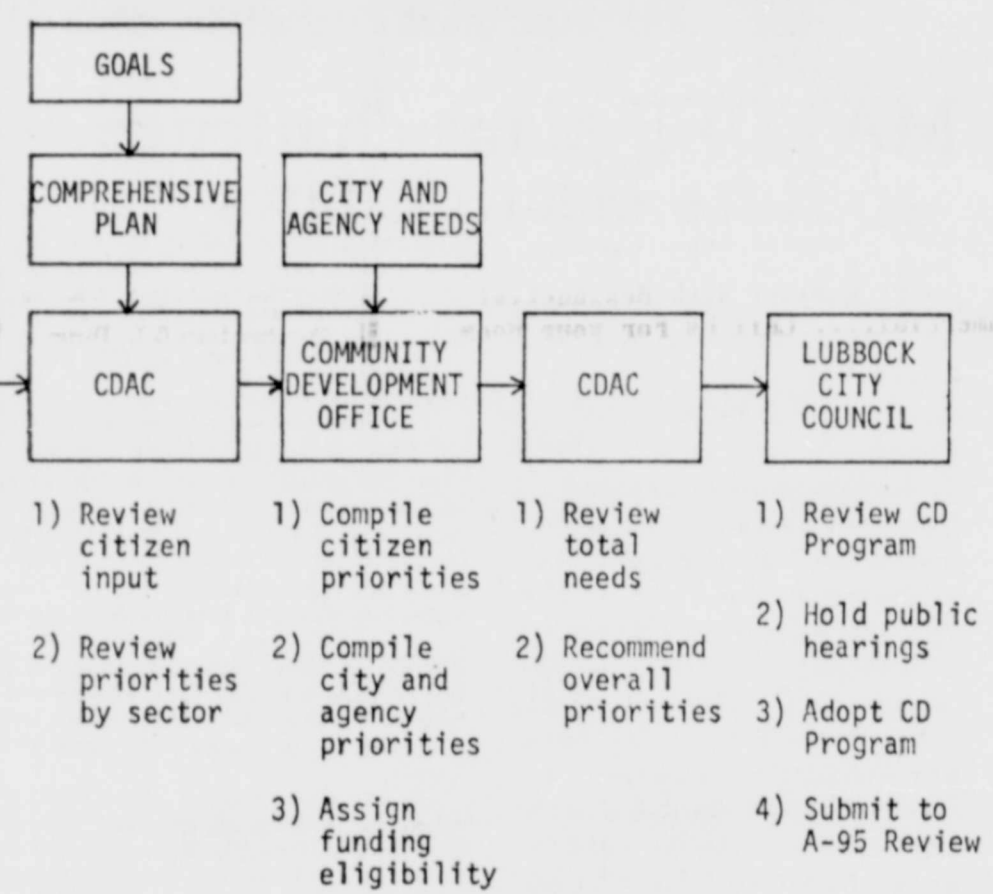 GOALS
COMPREHENSIVE
PLAN
CITY AND
AGENCY NEEDS
CDAC
COMMUNITY
DEVELOPMENT
OFFICE
CDAC
LUBBOCK
CITY
COUNCIL
1) Review
citizen
input
2) Review
priorities
by sector
1) Compile
citizen
priorities
2) Compile
city and
agency
priorities
3) Assign
funding
eligibility
1) Review
total
needs
2) Recommend
overall
priorities
1) Review CD
Program
2) Hold public
hearings
3) Adopt CD
Program
4) Submit to
A-95 Review